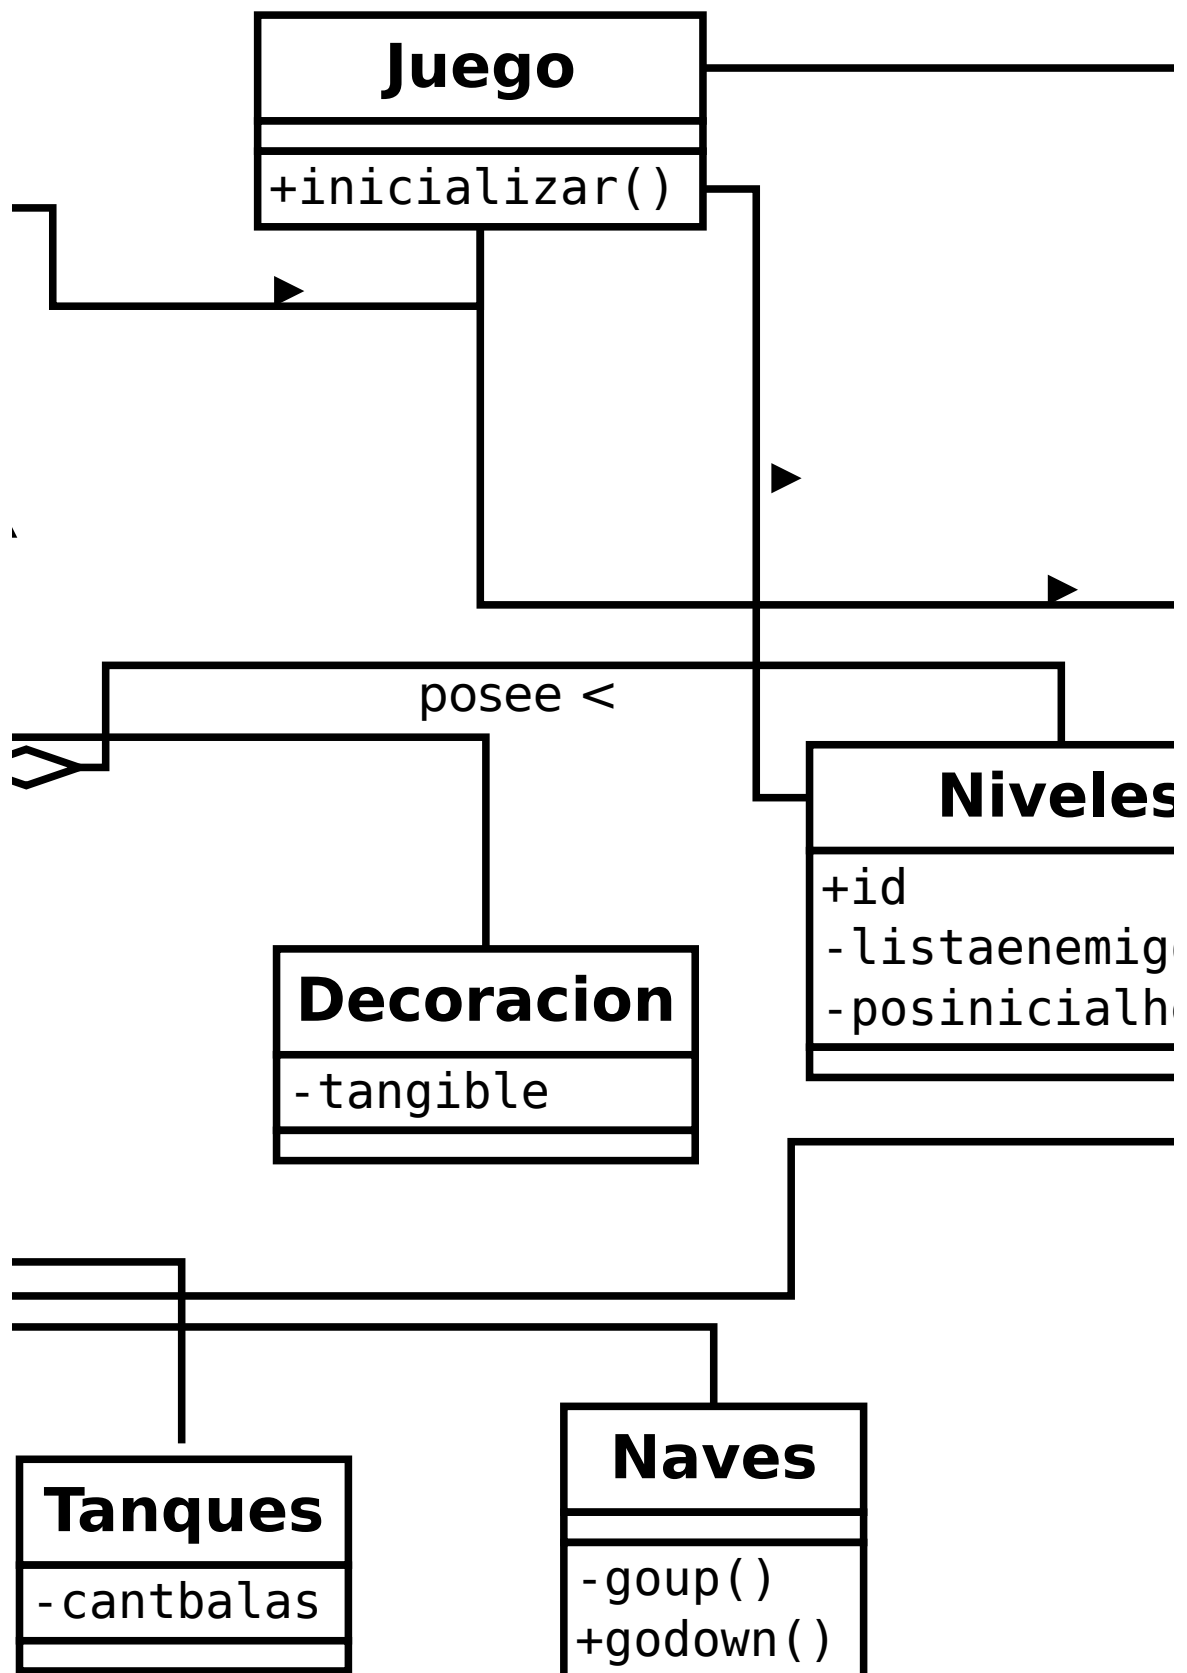 Juego
+inicializar()
posee <
Niveles
+id
Decoracion
-tangible
Tanques
-cantbalas
Naves
-goup()
+godown()